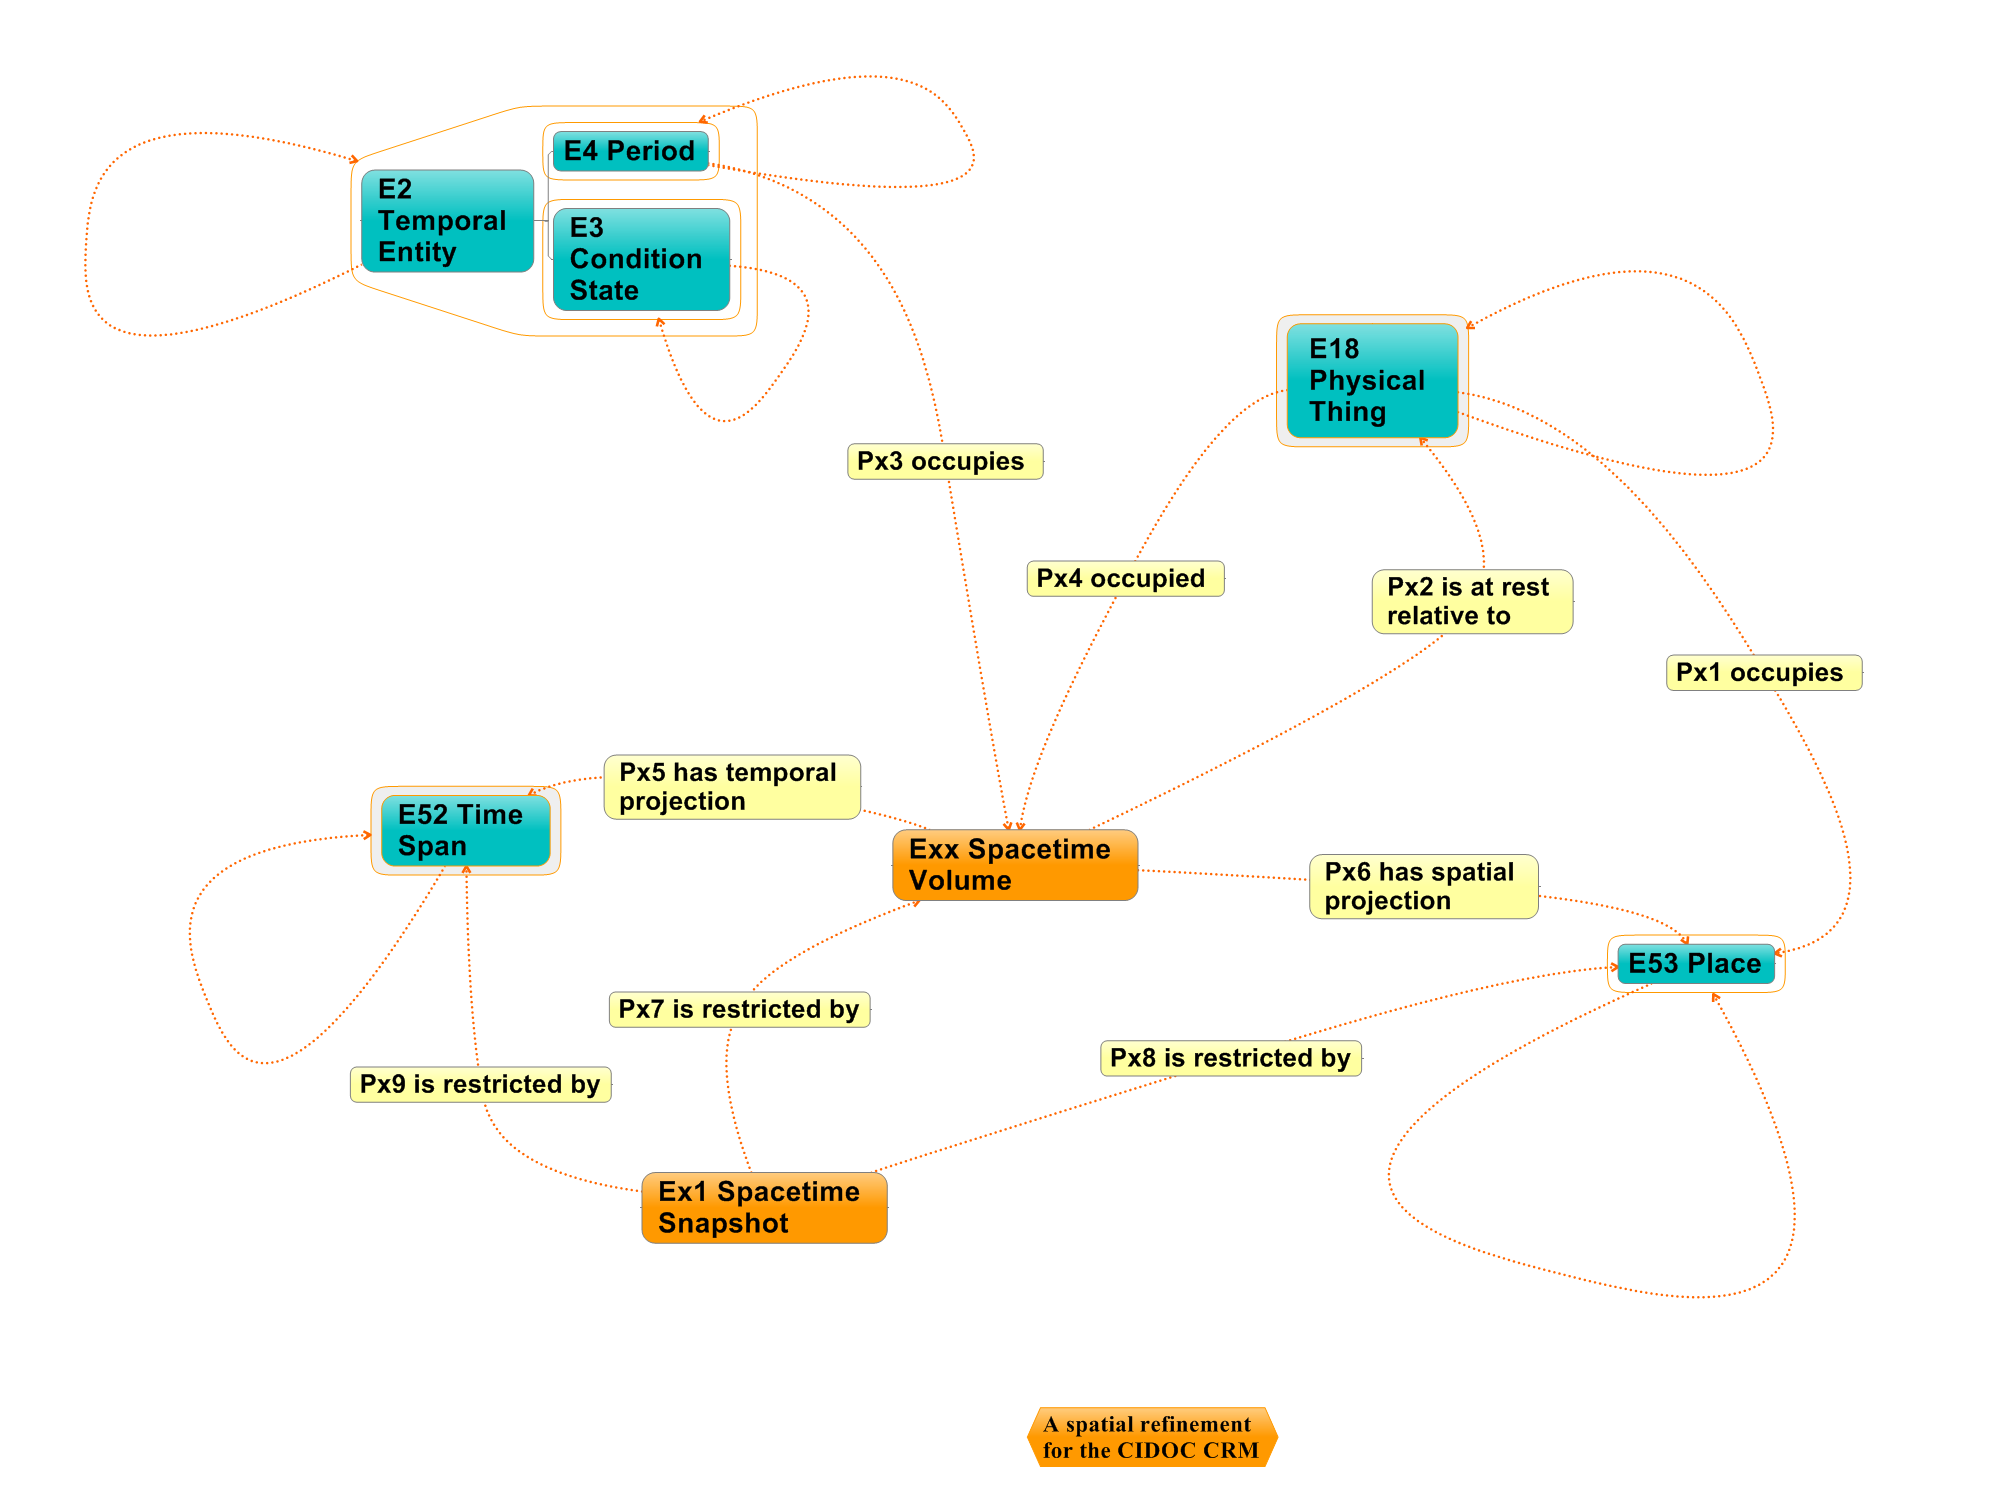 E4 Period
E2
Temporal
Entity
E3
Condition
State
E18
Physical
Thing
Px3 occupies
Px4 occupied
Px2 is at rest
relative to
Px1 occupies
Px5 has temporal
projection
E52 Time
Span
Exx Spacetime
Volume
Px6 has spatial
projection
E53 Place
Px7 is restricted by
Px8 is restricted by
Px9 is restricted by
Ex1 Spacetime
Snapshot
A spatial refinement
for the CIDOC CRM